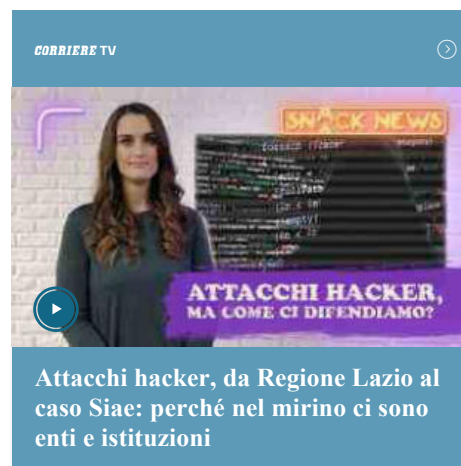 CORRIERE TV
SNACK NEWS
ATTACCHI HACKER,
MA COME CI DIFENDIAMO?
Attacchi hacker, da Regione Lazio al
caso Siae: perché nel mirino ci sono
enti e istituzioni